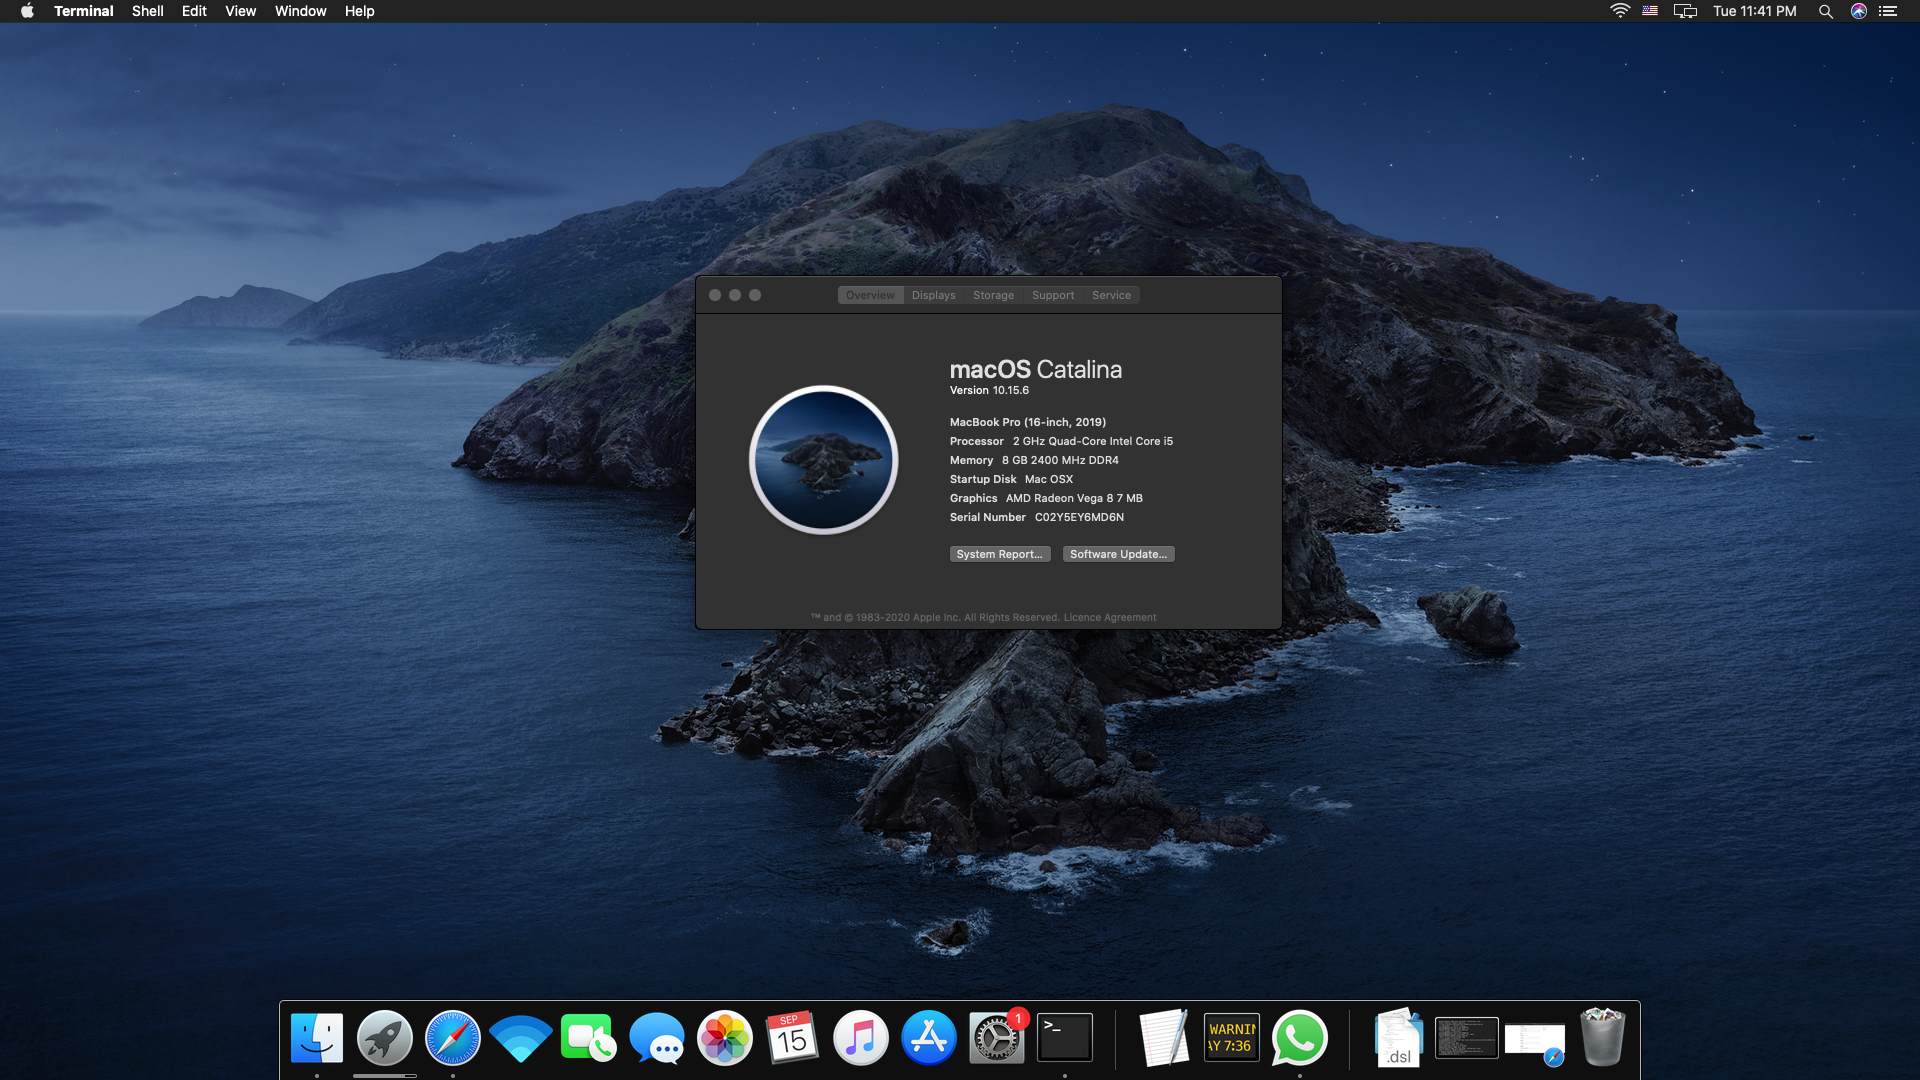 Terminal Shell Edit View Window Help Tue 11:41 PM
Overview Displays Storage Support Service
macOS Catalina
Version 10.15.6
MacBook Pro (16-inch, 2019)
Processor 2 GHz Quad-Core Intel Core i5
Memory 8 GB 2400 MHz DDR4
Startup Disk Mac OSX
Graphics AMD Radeon Vega 8 7 MB
Serial Number C02Y5EY6MD6N
System Report... Software Update...
™ and © 1983-2020 Apple Inc. All Rights Reserved. Licence Agreement
SEP
15
1
>_
WARNIN
AY 7:36
.dsl